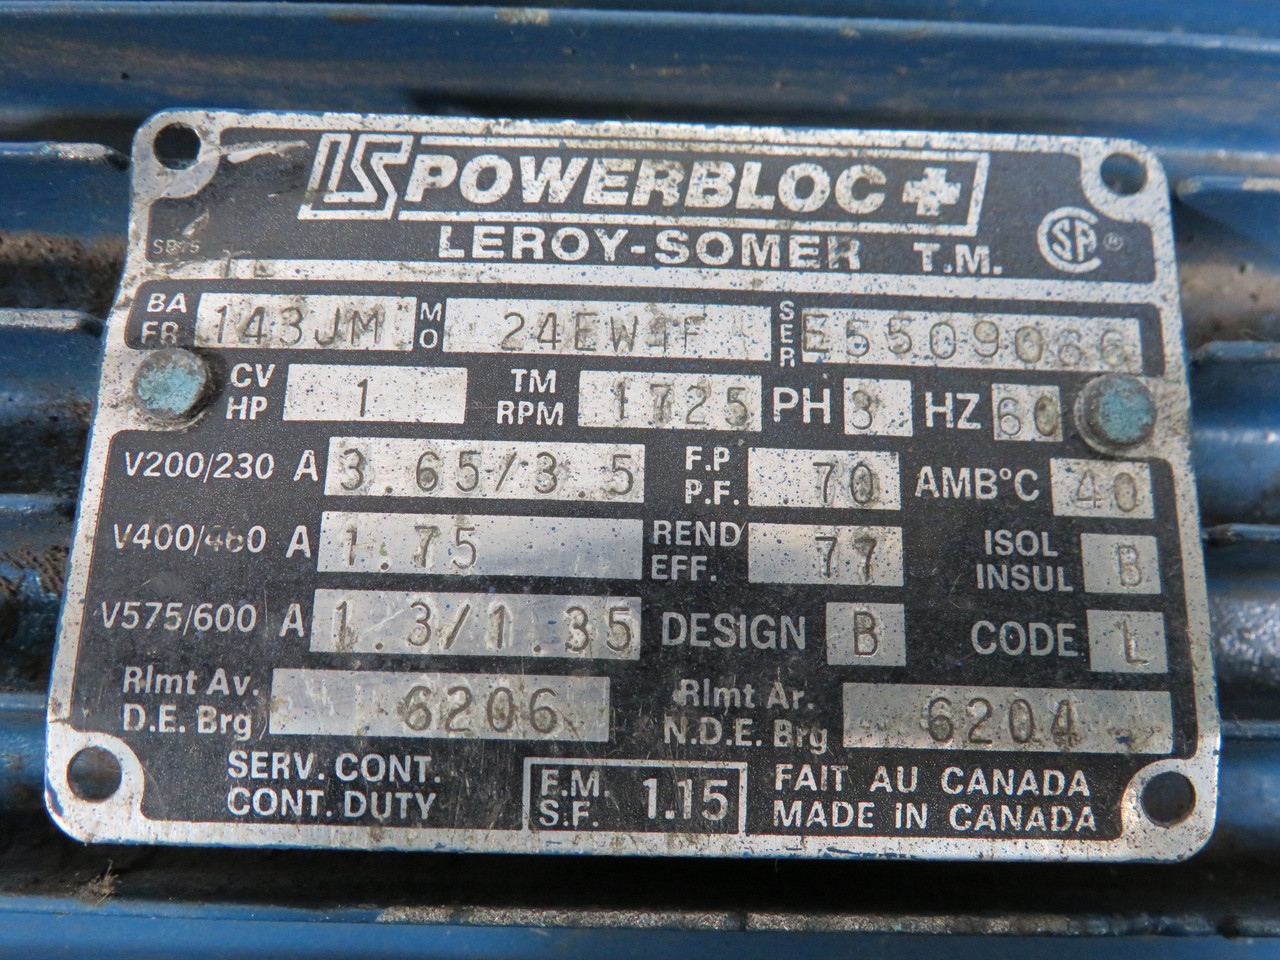 LS POWERBLOC +
LEROY-SOMER T.M.
SA ®
BA FR 143JM MO SER
CV HP 1 TM RPM 1725 PH 3 HZ 60
V200/230 A 3.65/3.5 F.P P.F. 70 AMB°C 40
V400/460 A 1.75 REND EFF. 77 ISOL INSUL B
V575/600 A 1.3/1.35 DESIGN B CODE L
Rlmt Av. D.E. Brg 6206 Rlmt Ar. N.D.E. Brg 6204
SERV. CONT. F.M. 1.15 FAIT AU CANADA
CONT. DUTY S.F. MADE IN CANADA